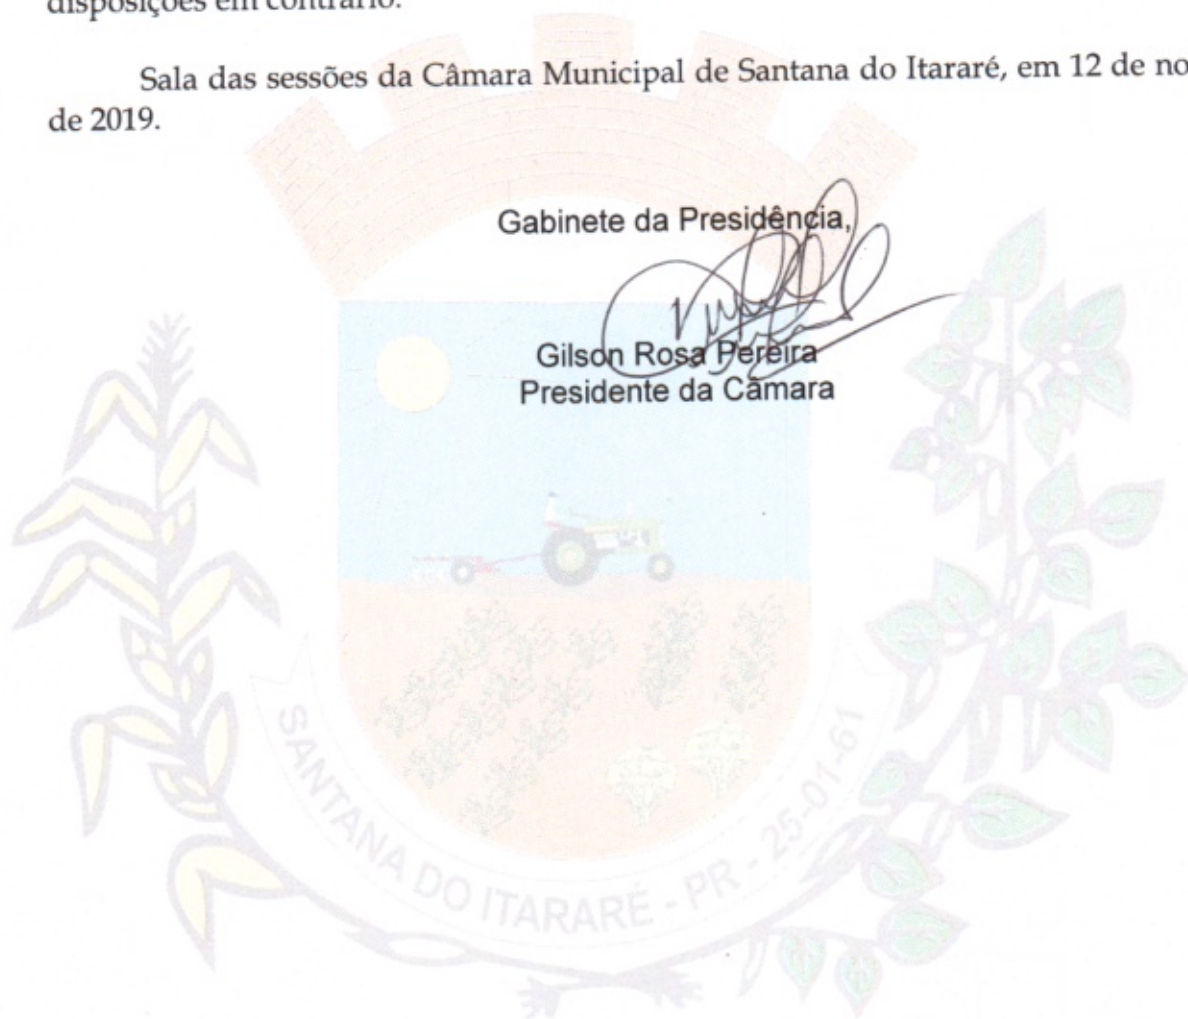 disposições em contrário.
Sala das sessões da Câmara Municipal de Santana do Itararé, em 12 de no
de 2019.
Gabinete da Presidência,
Gilson Rosa Pereira
Presidente da Câmara
SANTANA DO ITARARÉ - PR - 25-01-61